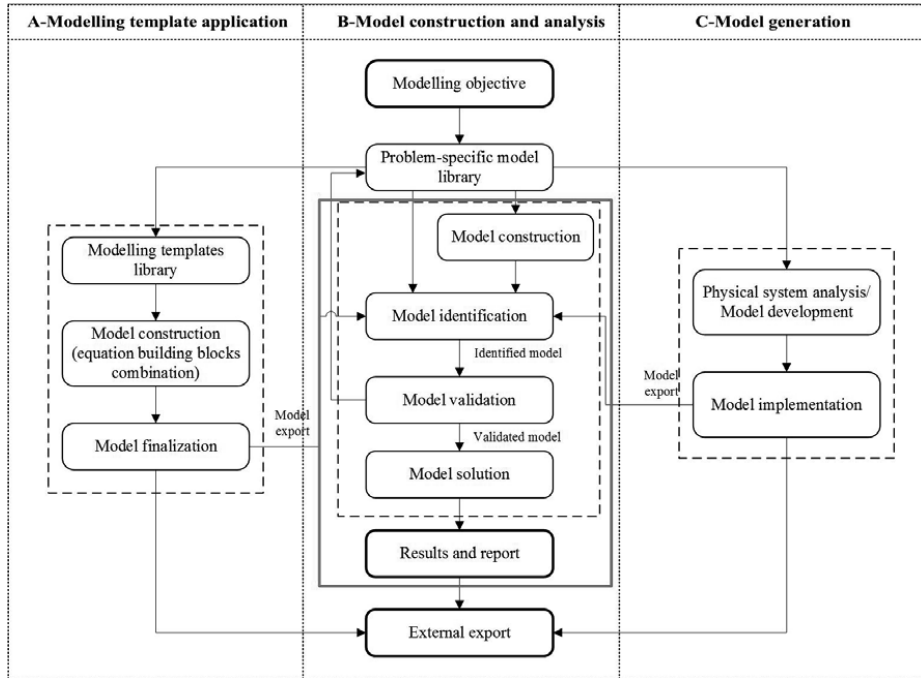 A-Modelling template application
B-Model construction and analysis
C-Model generation
Modelling objective
Problem-specific model
library
Modelling templates
library
Model construction
(equation building blocks
combination)
Model finalization
Model
export
Model construction
Model identification
Identified model
Model validation
Validated model
Model solution
Results and report
External export
Physical system analysis/
Model development
Model
export
Model implementation